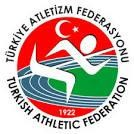 TÜRKİYE ATLETİZM FEDERASYONU
1922
TURKISH ATHLETIC FEDERATION